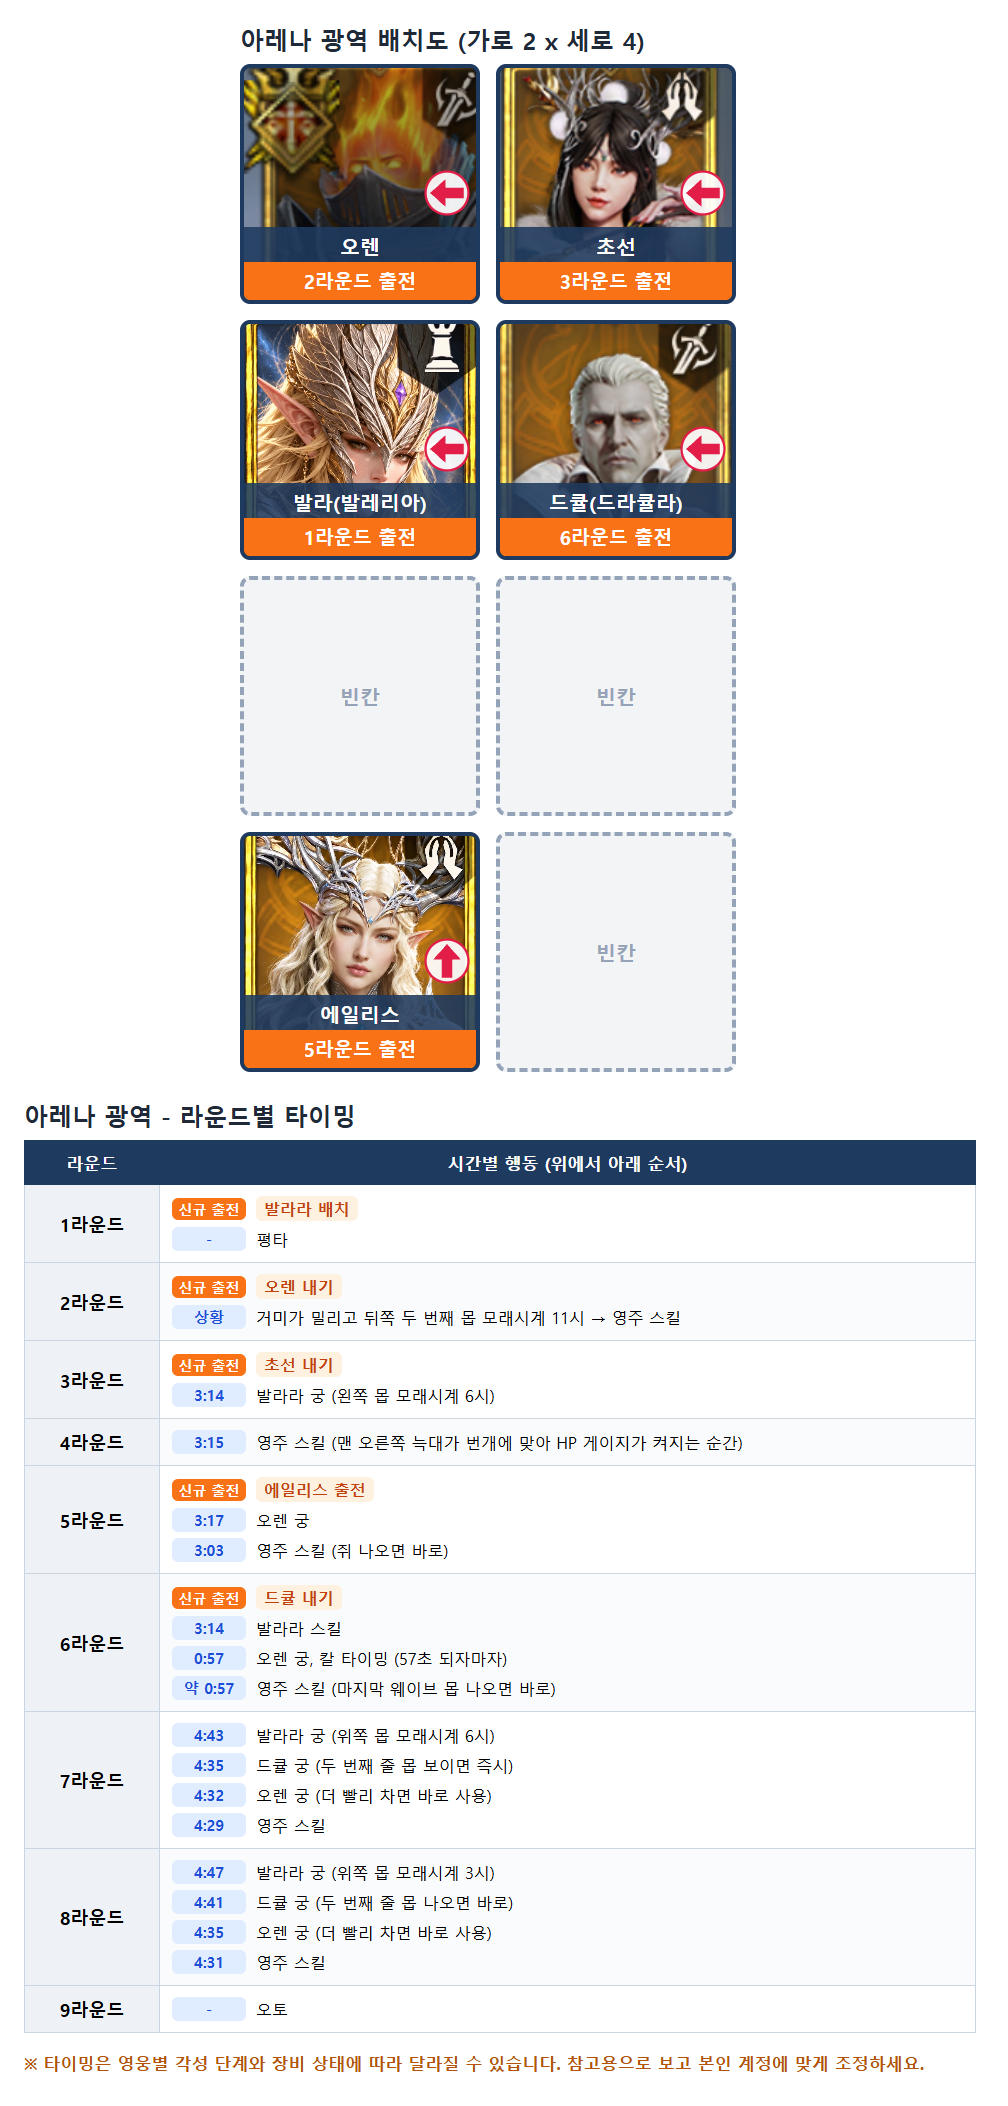 아레나 광역 배치도 (가로 2 x 세로 4)
오렌
2라운드 출전
초선
3라운드 출전
발라(발레리아)
1라운드 출전
드큘(드라큘라)
6라운드 출전
빈칸
빈칸
에일리스
5라운드 출전
빈칸
아레나 광역 - 라운드별 타이밍
라운드 시간별 행동 (위에서 아래 순서)
1라운드
신규 출전 발라라 배치
- 평타
2라운드
신규 출전 오렌 내기
상황 거미가 밀리고 뒤쪽 두 번째 몹 모래시계 11시 → 영주 스킬
3라운드
신규 출전 초선 내기
3:14 발라라 궁 (왼쪽 몹 모래시계 6시)
4라운드
3:15 영주 스킬 (맨 오른쪽 늑대가 번개에 맞아 HP 게이지가 켜지는 순간)
5라운드
신규 출전 에일리스 출전
3:17 오렌 궁
3:03 영주 스킬 (쥐 나오면 바로)
6라운드
신규 출전 드큘 내기
3:14 발라라 스킬
0:57 오렌 궁, 칼 타이밍 (57초 되자마자)
약 0:57 영주 스킬 (마지막 웨이브 몹 나오면 바로)
7라운드
4:43 발라라 궁 (위쪽 몹 모래시계 6시)
4:35 드큘 궁 (두 번째 줄 몹 보이면 즉시)
4:32 오렌 궁 (더 빨리 차면 바로 사용)
4:29 영주 스킬
8라운드
4:47 발라라 궁 (위쪽 몹 모래시계 3시)
4:41 드큘 궁 (두 번째 줄 몹 나오면 바로)
4:35 오렌 궁 (더 빨리 차면 바로 사용)
4:31 영주 스킬
9라운드
- 오토
※ 타이밍은 영웅별 각성 단계와 장비 상태에 따라 달라질 수 있습니다. 참고용으로 보고 본인 계정에 맞게 조정하세요.